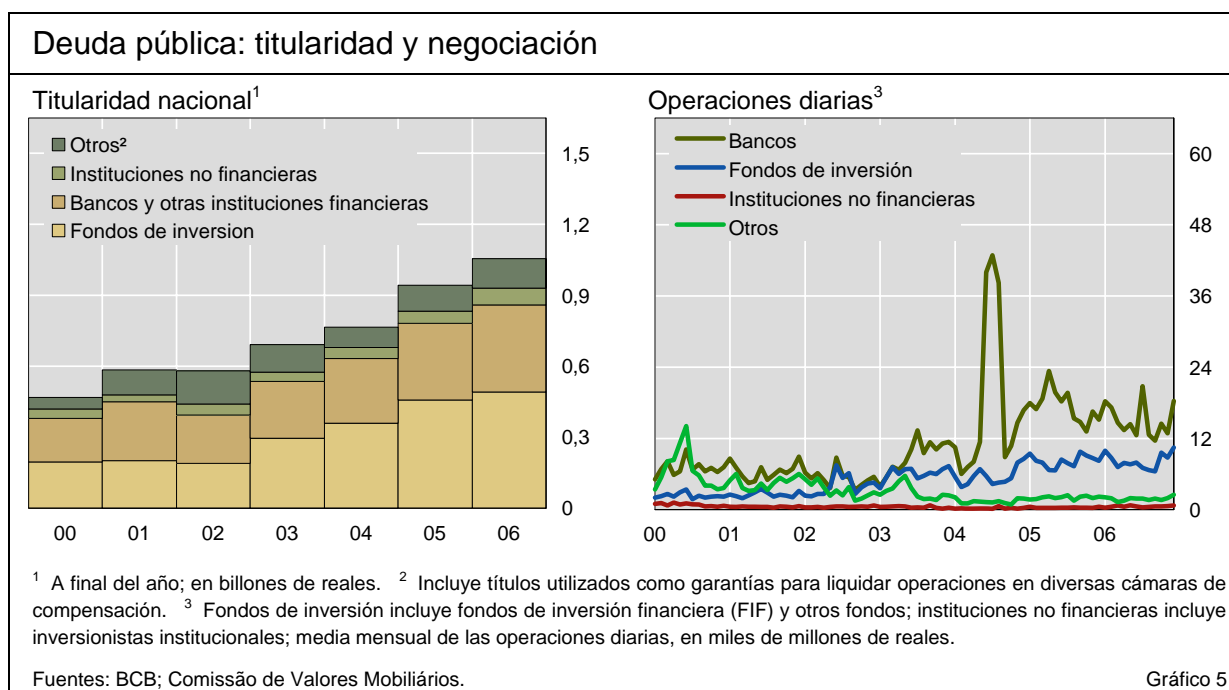 Deuda pública: titularidad y negociación
Titularidad nacional¹
Otros²
Instituciones no financieras
Bancos y otras instituciones financieras
Fondos de inversion
1,5
1,2
0,9
0,6
0,3
0
00 01 02 03 04 05 06
Operaciones diarias³
Bancos
Fondos de inversión
Instituciones no financieras
Otros
60
48
36
24
12
0
00 01 02 03 04 05 06
¹ A final del año; en billones de reales. ² Incluye títulos utilizados como garantías para liquidar operaciones en diversas cámaras de
compensación. ³ Fondos de inversión incluye fondos de inversión financiera (FIF) y otros fondos; instituciones no financieras incluye
inversionistas institucionales; media mensual de las operaciones diarias, en miles de millones de reales.
Fuentes: BCB; Comissão de Valores Mobiliários.
Gráfico 5